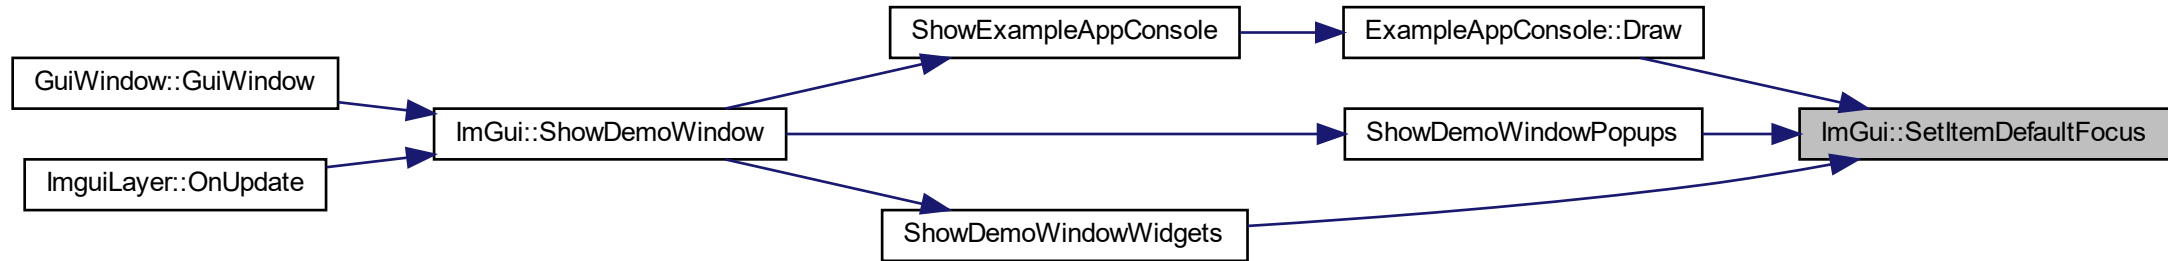 ShowExampleAppConsole
ExampleAppConsole::Draw
GuiWindow::GuiWindow
ImGui::ShowDemoWindow
ShowDemoWindowPopups
ImGui::SetItemDefaultFocus
ImguiLayer::OnUpdate
ShowDemoWindowWidgets